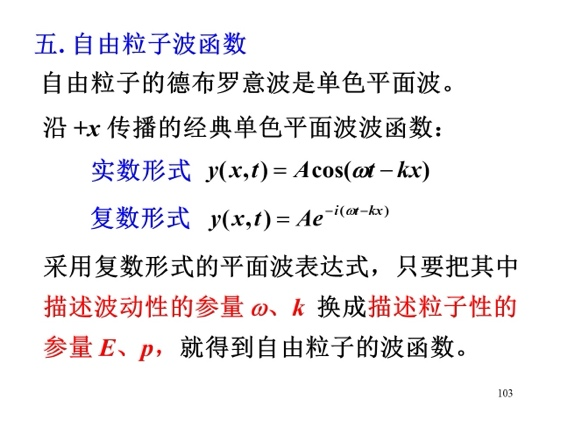 五. 自由粒子波函数
自由粒子的德布罗意波是单色平面波。
沿 +x 传播的经典单色平面波波函数：
实数形式 y(x,t) = Acos(ωt − kx)
复数形式 y(x,t) = Ae^{−i(ωt−kx)}
采用复数形式的平面波表达式，只要把其中
描述波动性的参量 ω、k 换成描述粒子性的
参量 E、p，就得到自由粒子的波函数。
103